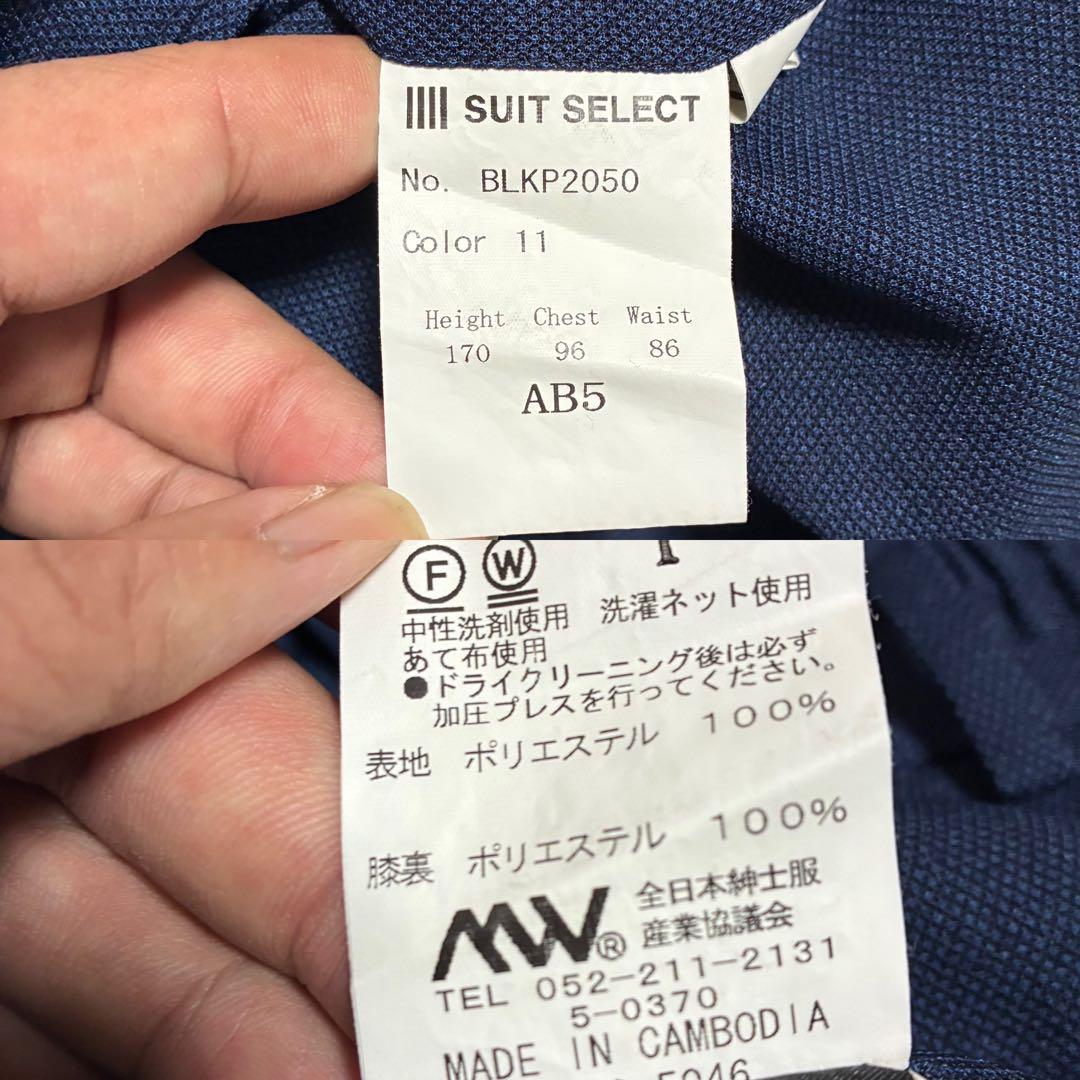 SUIT SELECT
No. BLKP2050
Color 11
Height Chest Waist
170 96 86
AB5
F W
中性洗剤使用 洗濯ネット使用
あて布使用
●ドライクリーニング後は必ず
加圧プレスを行ってください。
表地 ポリエステル 100%
膝裏 ポリエステル 100%
MW® 全日本紳士服
産業協議会
TEL 052-211-2131
5-0370
MADE IN CAMBODIA